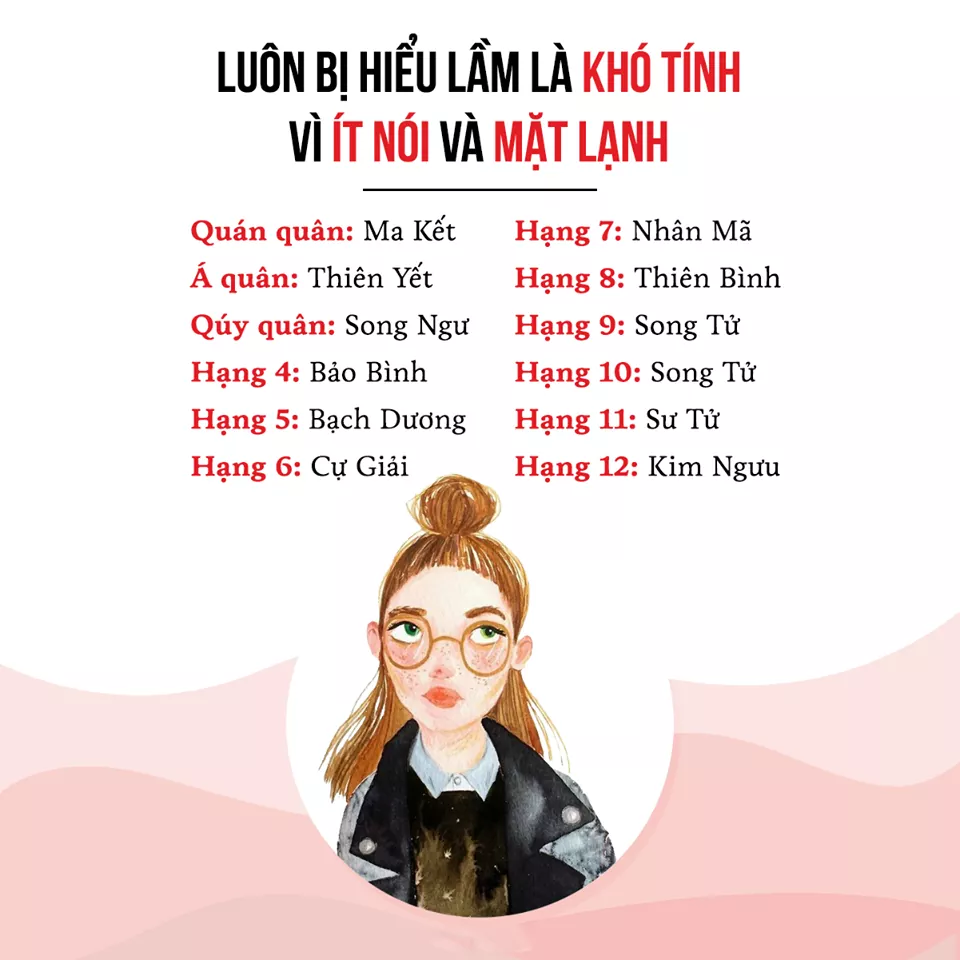 LUÔN BỊ HIỂU LẦM LÀ KHÓ TÍNH
VÌ ÍT NÓI VÀ MẶT LẠNH
Quán quân: Ma Kết
Á quân: Thiên Yết
Qúy quân: Song Ngư
Hạng 4: Bảo Bình
Hạng 5: Bạch Dương
Hạng 6: Cự Giải
Hạng 7: Nhân Mã
Hạng 8: Thiên Bình
Hạng 9: Song Tử
Hạng 10: Song Tử
Hạng 11: Sư Tử
Hạng 12: Kim Ngưu